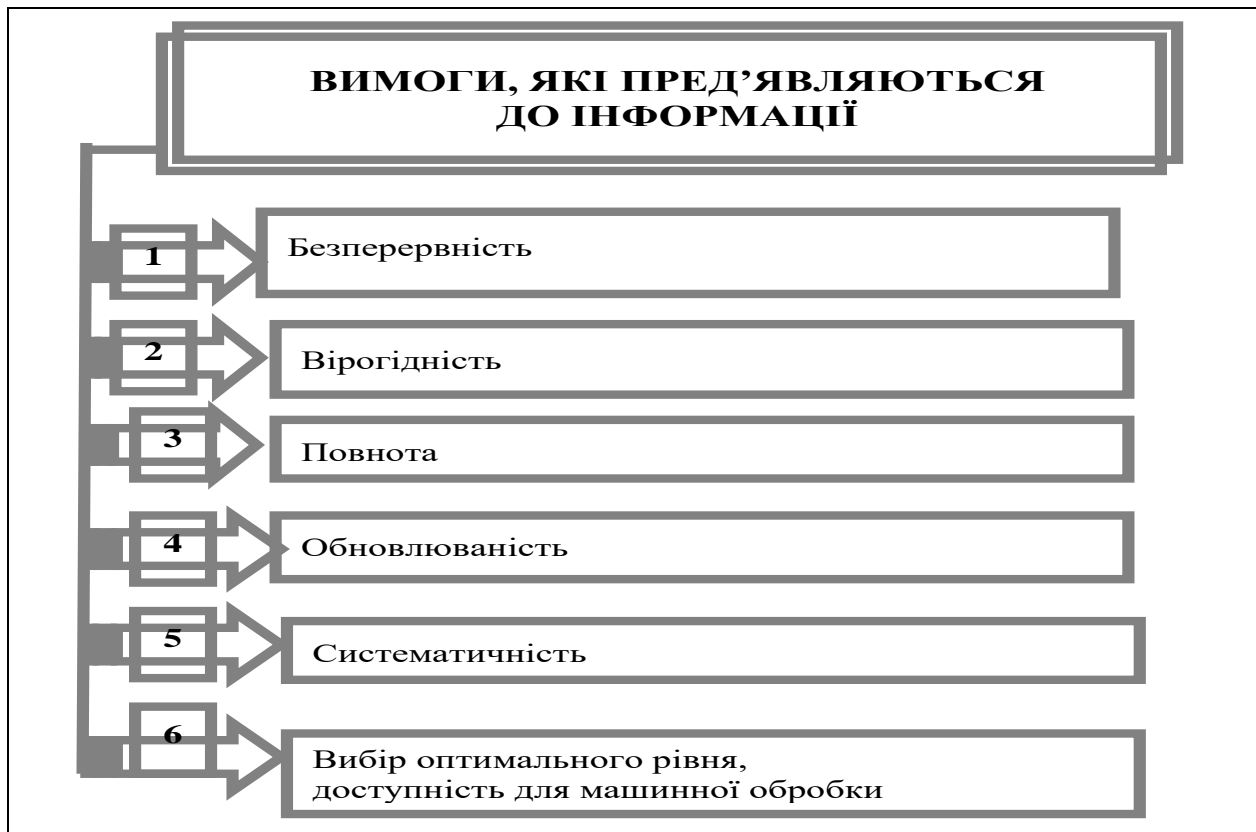 ВИМОГИ, ЯКІ ПРЕД’ЯВЛЯЮТЬСЯ
ДО ІНФОРМАЦІЇ
1
Безперервність
2
Вірогідність
3
Повнота
4
Обновлюваність
5
Систематичність
6
Вибір оптимального рівня,
доступність для машинної обробки